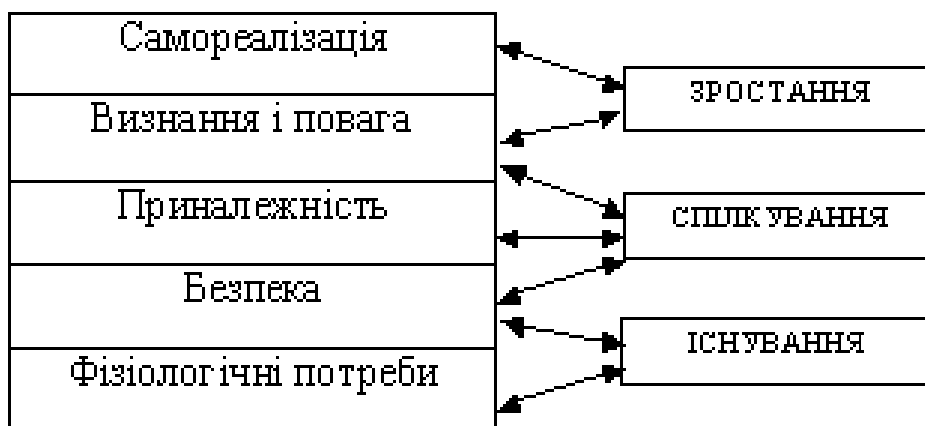 Самореалізація
Визнання і повага
Приналежність
Безпека
Фізіологічні потреби
ЗРОСТАННЯ
СПІЛКУВАННЯ
ІСНУВАННЯ